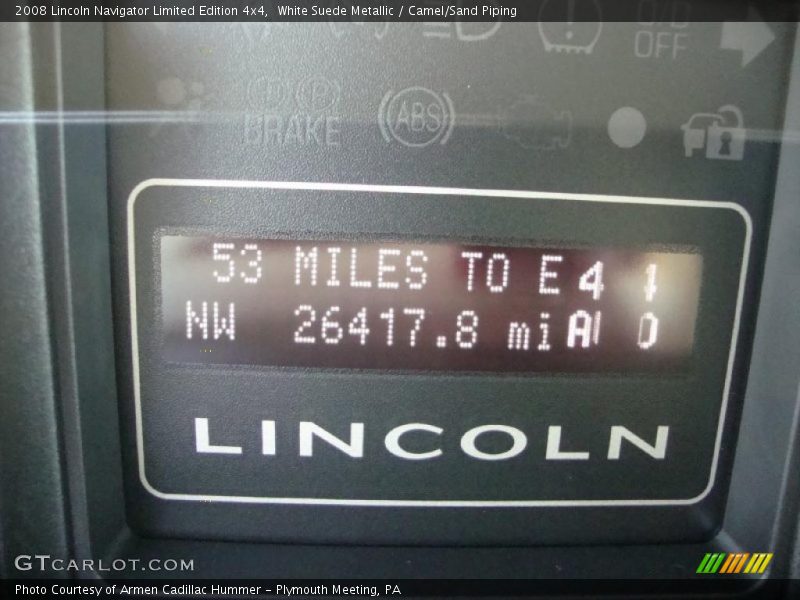 2008 Lincoln Navigator Limited Edition 4x4,  White Suede Metallic / Camel/Sand Piping
OFF
BRAKE
ABS
53 MILES TO E 4
NW 26417.8 mi
LINCOLN
GTCARLOT.COM
Photo Courtesy of Armen Cadillac Hummer - Plymouth Meeting, PA